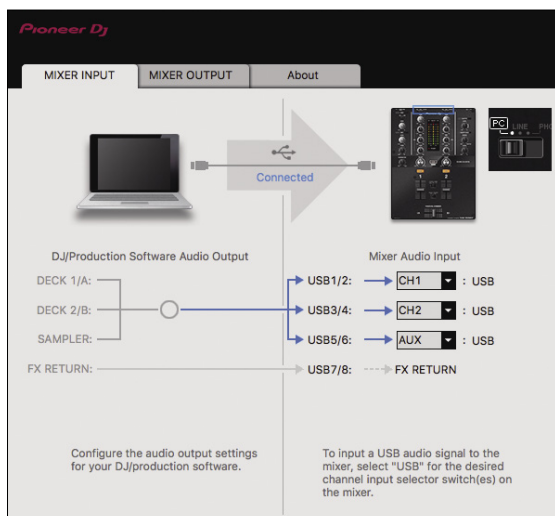 Pioneer Dj
MIXER INPUT
MIXER OUTPUT
About
PC
LINE
Connected
DJ/Production Software Audio Output
Mixer Audio Input
DECK 1/A:
USB1/2:
CH1
: USB
DECK 2/B:
USB3/4:
CH2
: USB
SAMPLER:
USB5/6:
AUX
: USB
FX RETURN:
USB7/8:
FX RETURN
Configure the audio output settings
for your DJ/production software.
To input a USB audio signal to the
mixer, select "USB" for the desired
channel input selector switch(es) on
the mixer.